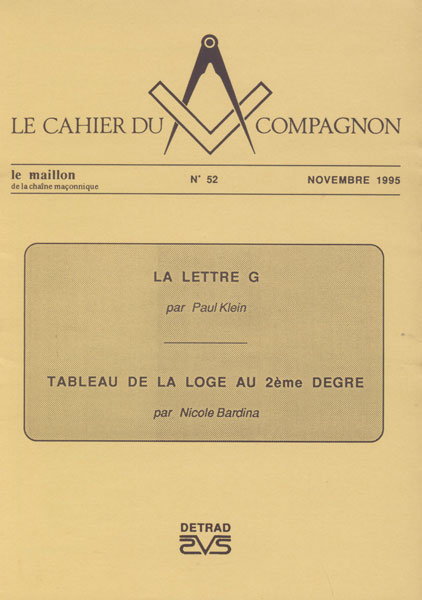 LE CAHIER DU COMPAGNON
le maillon
de la chaîne maçonnique
N° 52
NOVEMBRE 1995
LA LETTRE G
par Paul Klein
TABLEAU DE LA LOGE AU 2ème DEGRE
par Nicole Bardina
DETRAD